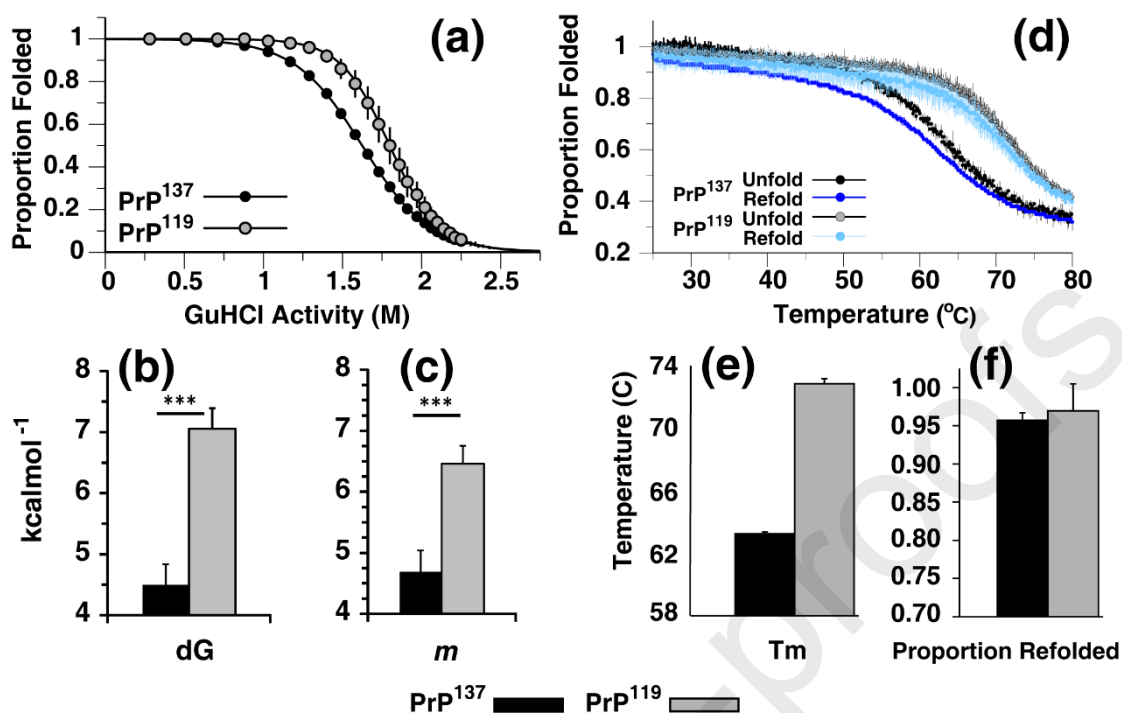 (a)
Proportion Folded
1
0.8
0.6
0.4
0.2
0
PrP137
PrP119
0 0.5 1 1.5 2 2.5
GuHCl Activity (M)
(d)
Proportion Folded
1
0.8
0.6
0.4
0.2
PrP137 Unfold
Refold
PrP119 Unfold
Refold
30 40 50 60 70 80
Temperature (oC)
(b)
kcalmol-1
8
7
6
5
4
***
dG
(c)
8
7
6
5
4
***
m
(e)
Temperature (C)
74
70
66
62
58
Tm
(f)
1.00
0.95
0.90
0.85
0.80
0.75
0.70
Proportion Refolded
PrP137 PrP119
-proofs